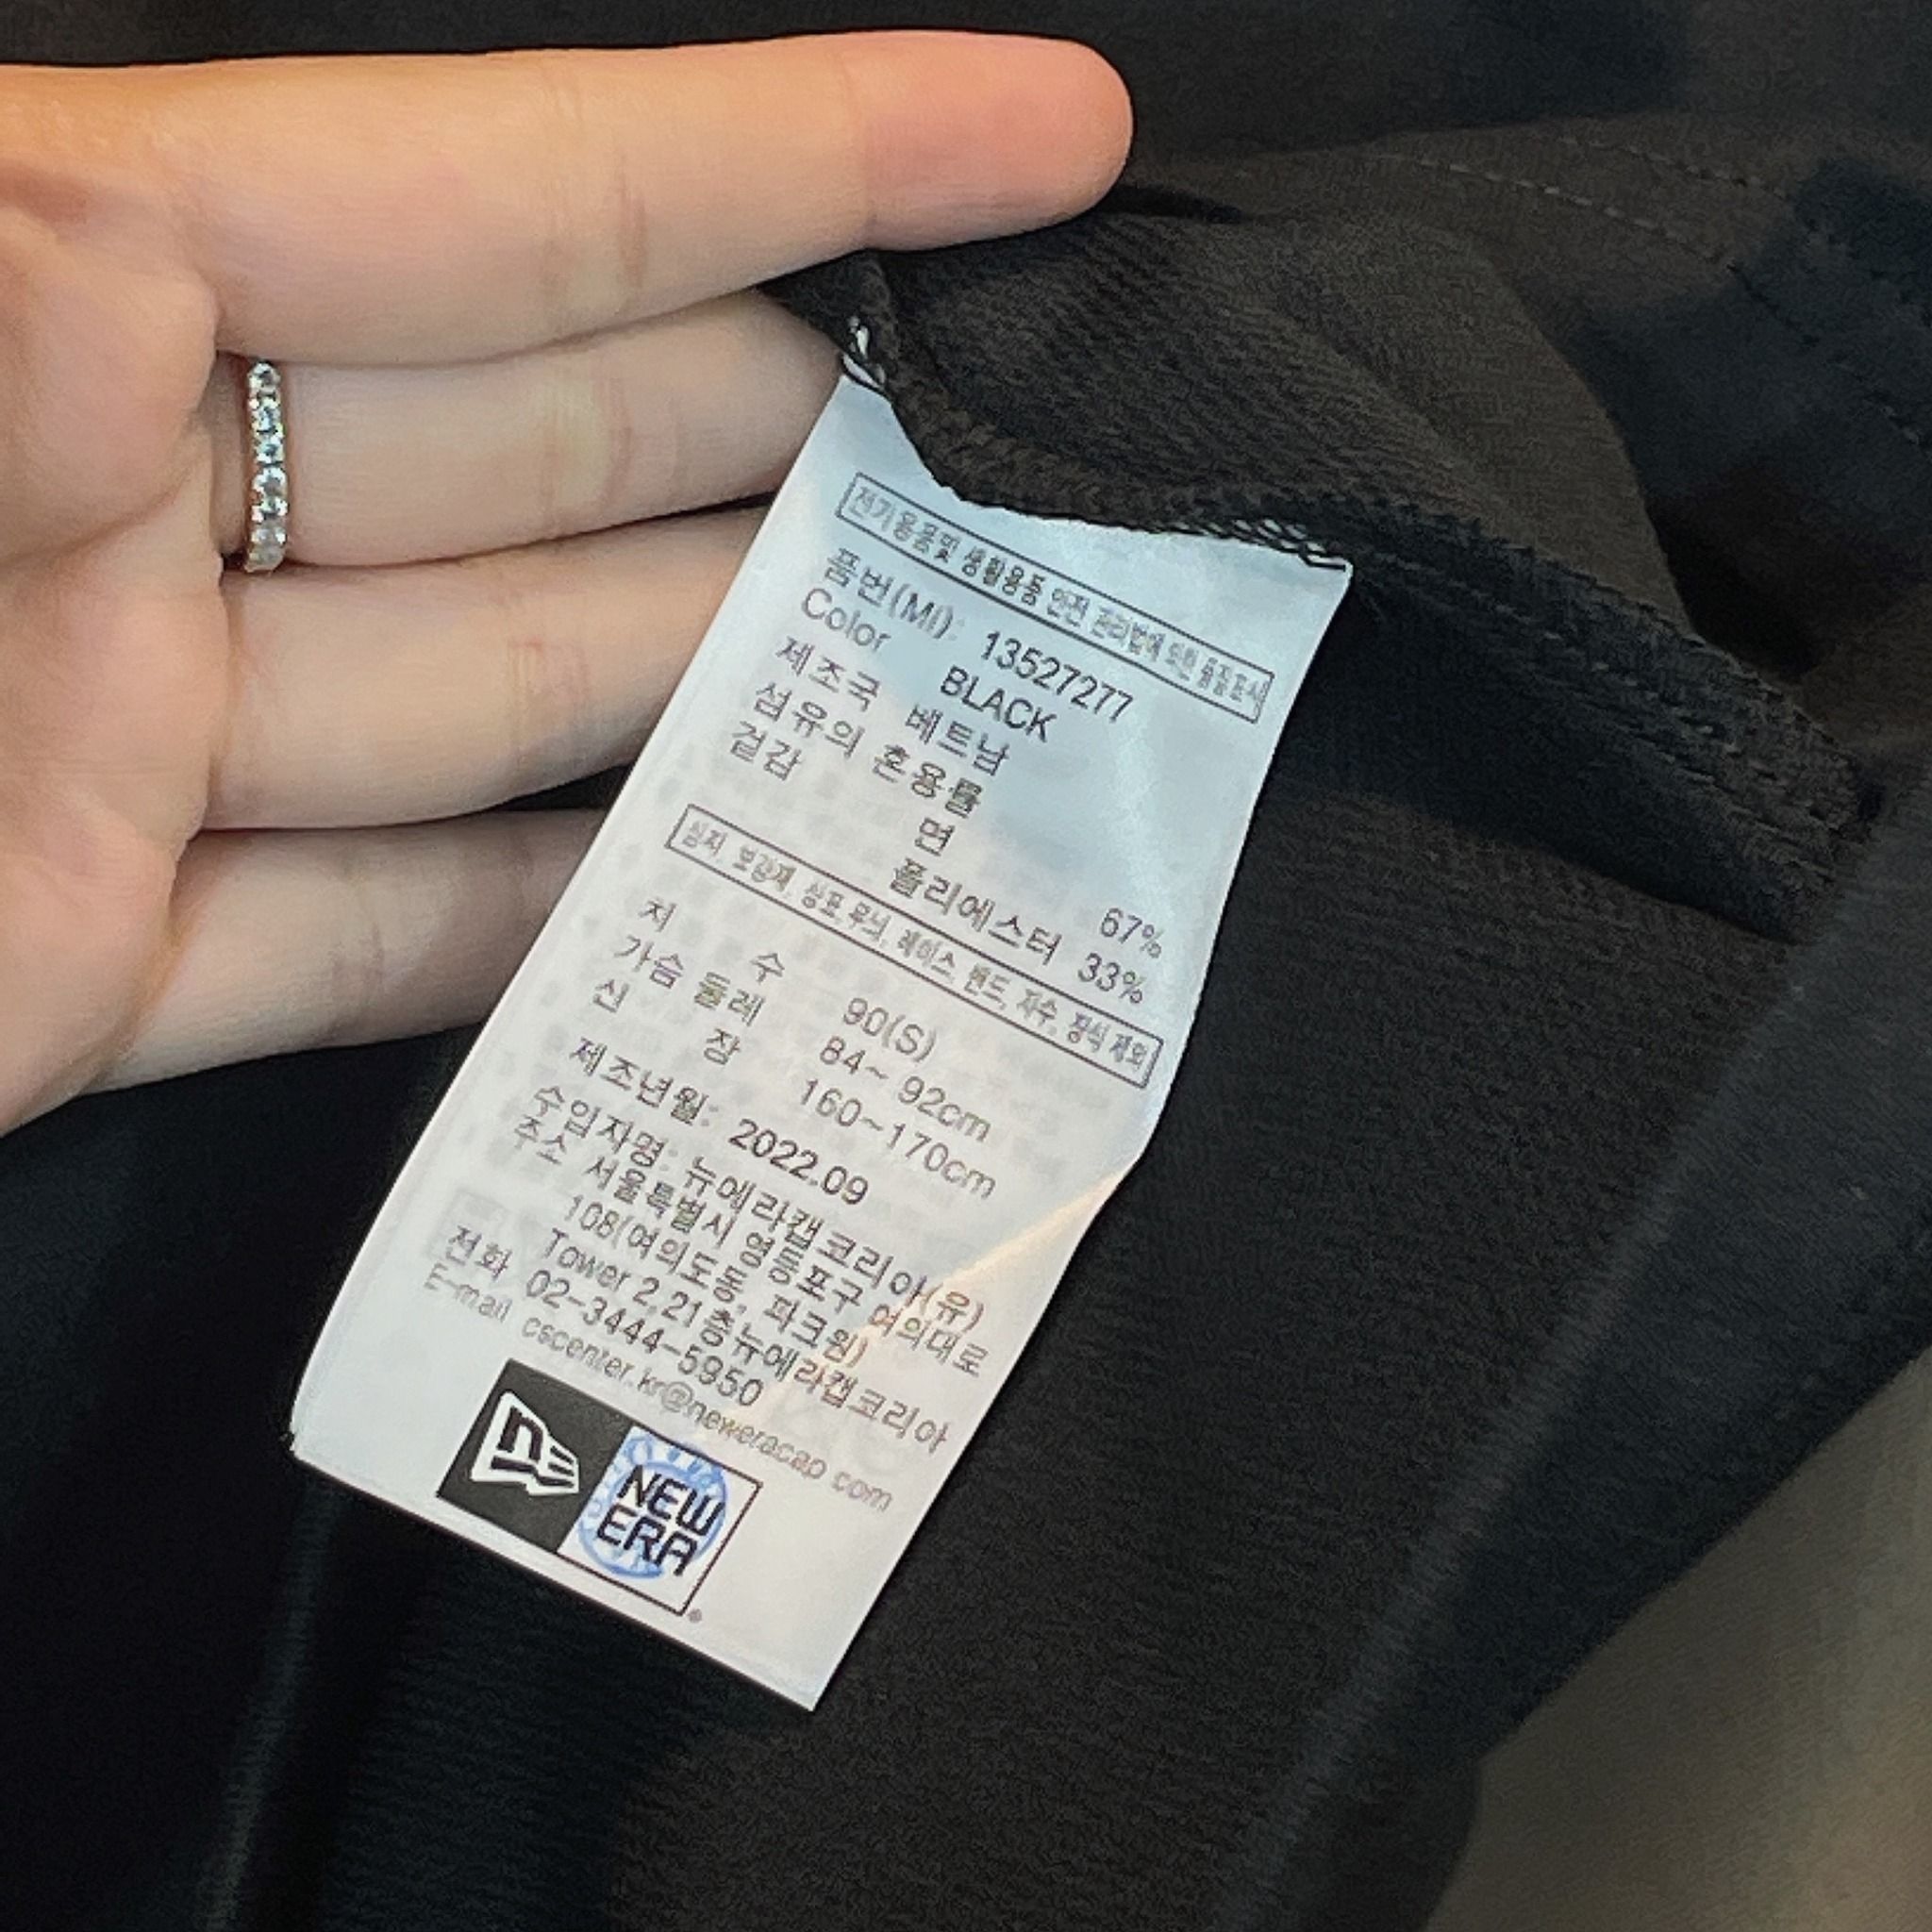 전기용품및 생활용품 안전 관리법에 의한 품질표시
품번(MI): 13527277
Color BLACK
제조국 베트남
섬유의 혼용률
겉감 면 67%
폴리에스터 33%
심지, 보강재, 상표, 무늬, 레이스, 밴드, 자수, 장식 제외
치 수 90(S)
가슴 둘레 84~ 92cm
신 장 160~170cm
제조년월: 2022.09
수입자명: 뉴에라캡코리아(유)
주소 서울특별시 영등포구 여의대로
108(여의도동, 파크원)
Tower 2,21층뉴에라캡코리아
전화 02-3444-5950
E-mail cscenter.kr@neweracap.com
NEW
ERA